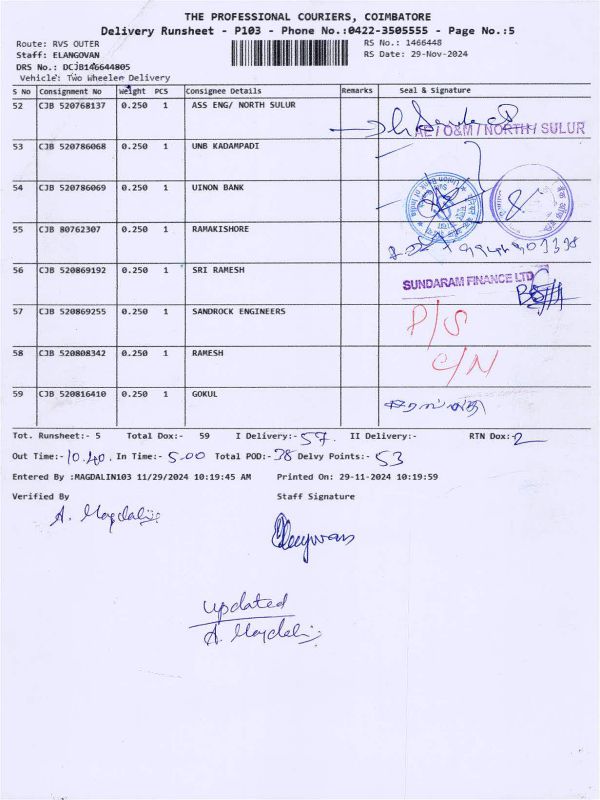 THE PROFESSIONAL COURIERS, COIMBATORE
Delivery Runsheet - P103 - Phone No.:0422-3505555 - Page No.:5
Route: RVS OUTER RS No.: 1466448
Staff: ELANGOVAN RS Date: 29-Nov-2024
DRS No.: DCJB146644805
Vehicle: Two Wheeler Delivery
S No Consignment No Weight PCS Consignee Details Remarks Seal & Signature
52 CJB 520768137 0.250 1 ASS ENG/ NORTH SULUR
AE / O&M / NORTH / SULUR
53 CJB 520786068 0.250 1 UNB KADAMPADI
54 CJB 520786069 0.250 1 UINON BANK
55 CJB 80762307 0.250 1 RAMAKISHORE
56 CJB 520869192 0.250 1 SRI RAMESH SUNDARAM FINANCE LTD
57 CJB 520869255 0.250 1 SANDROCK ENGINEERS P/S
58 CJB 520808342 0.250 1 RAMESH C/N
59 CJB 520816410 0.250 1 GOKUL
Tot. Runsheet:- 5 Total Dox:- 59 I Delivery:- 57. II Delivery:- RTN Dox:- 2
Out Time:- 10.40. In Time:- 5.00 Total POD:- 38 Delvy Points:- 53
Entered By :MAGDALIN103 11/29/2024 10:19:45 AM Printed On: 29-11-2024 10:19:59
Verified By Staff Signature
A. Magdalin
updated
A. Magdalin